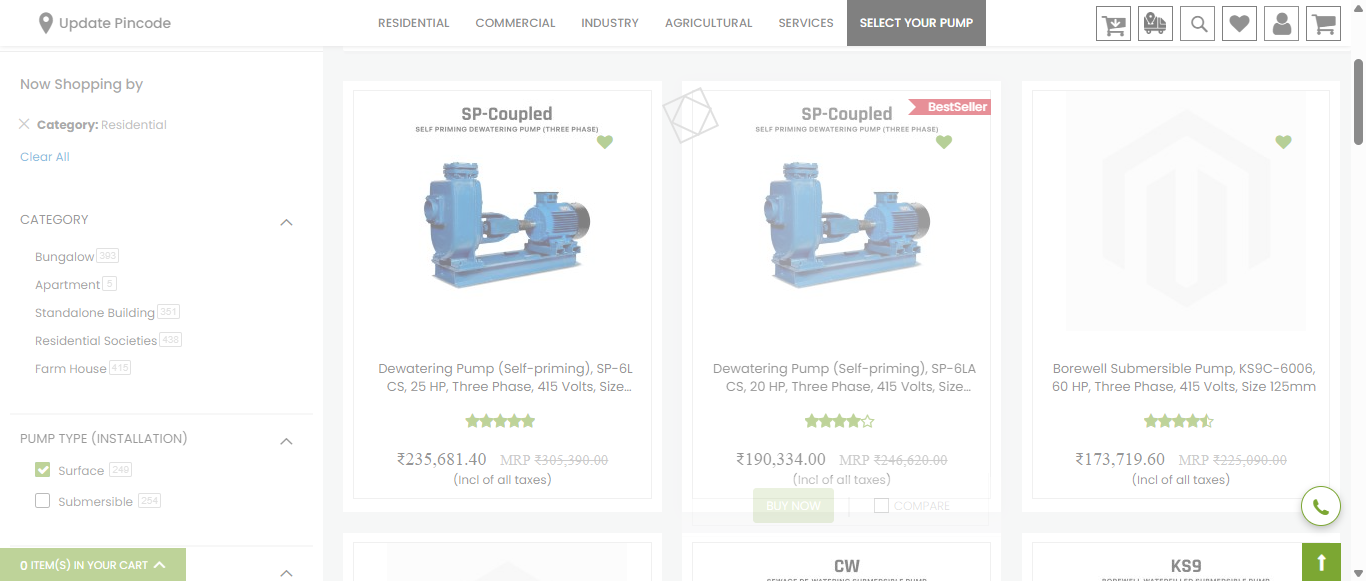 Update Pincode
RESIDENTIAL COMMERCIAL INDUSTRY AGRICULTURAL SERVICES SELECT YOUR PUMP
Now Shopping by
Category: Residential
Clear All
CATEGORY
Bungalow 393
Apartment 5
Standalone Building 351
Residential Societies 438
Farm House 415
PUMP TYPE (INSTALLATION)
Surface 249
Submersible 254
0 ITEM(S) IN YOUR CART
SP-Coupled
SELF PRIMING DEWATERING PUMP (THREE PHASE)
Dewatering Pump (Self-priming), SP-6L
CS, 25 HP, Three Phase, 415 Volts, Size...
₹235,681.40 MRP ₹305,390.00
(Incl of all taxes)
BestSeller
SP-Coupled
SELF PRIMING DEWATERING PUMP (THREE PHASE)
Dewatering Pump (Self-priming), SP-6LA
CS, 20 HP, Three Phase, 415 Volts, Size...
₹190,334.00 MRP ₹246,620.00
(Incl of all taxes)
BUY NOW COMPARE
Borewell Submersible Pump, KS9C-6006,
60 HP, Three Phase, 415 Volts, Size 125mm
₹173,719.60 MRP ₹225,090.00
(Incl of all taxes)
CW
KS9